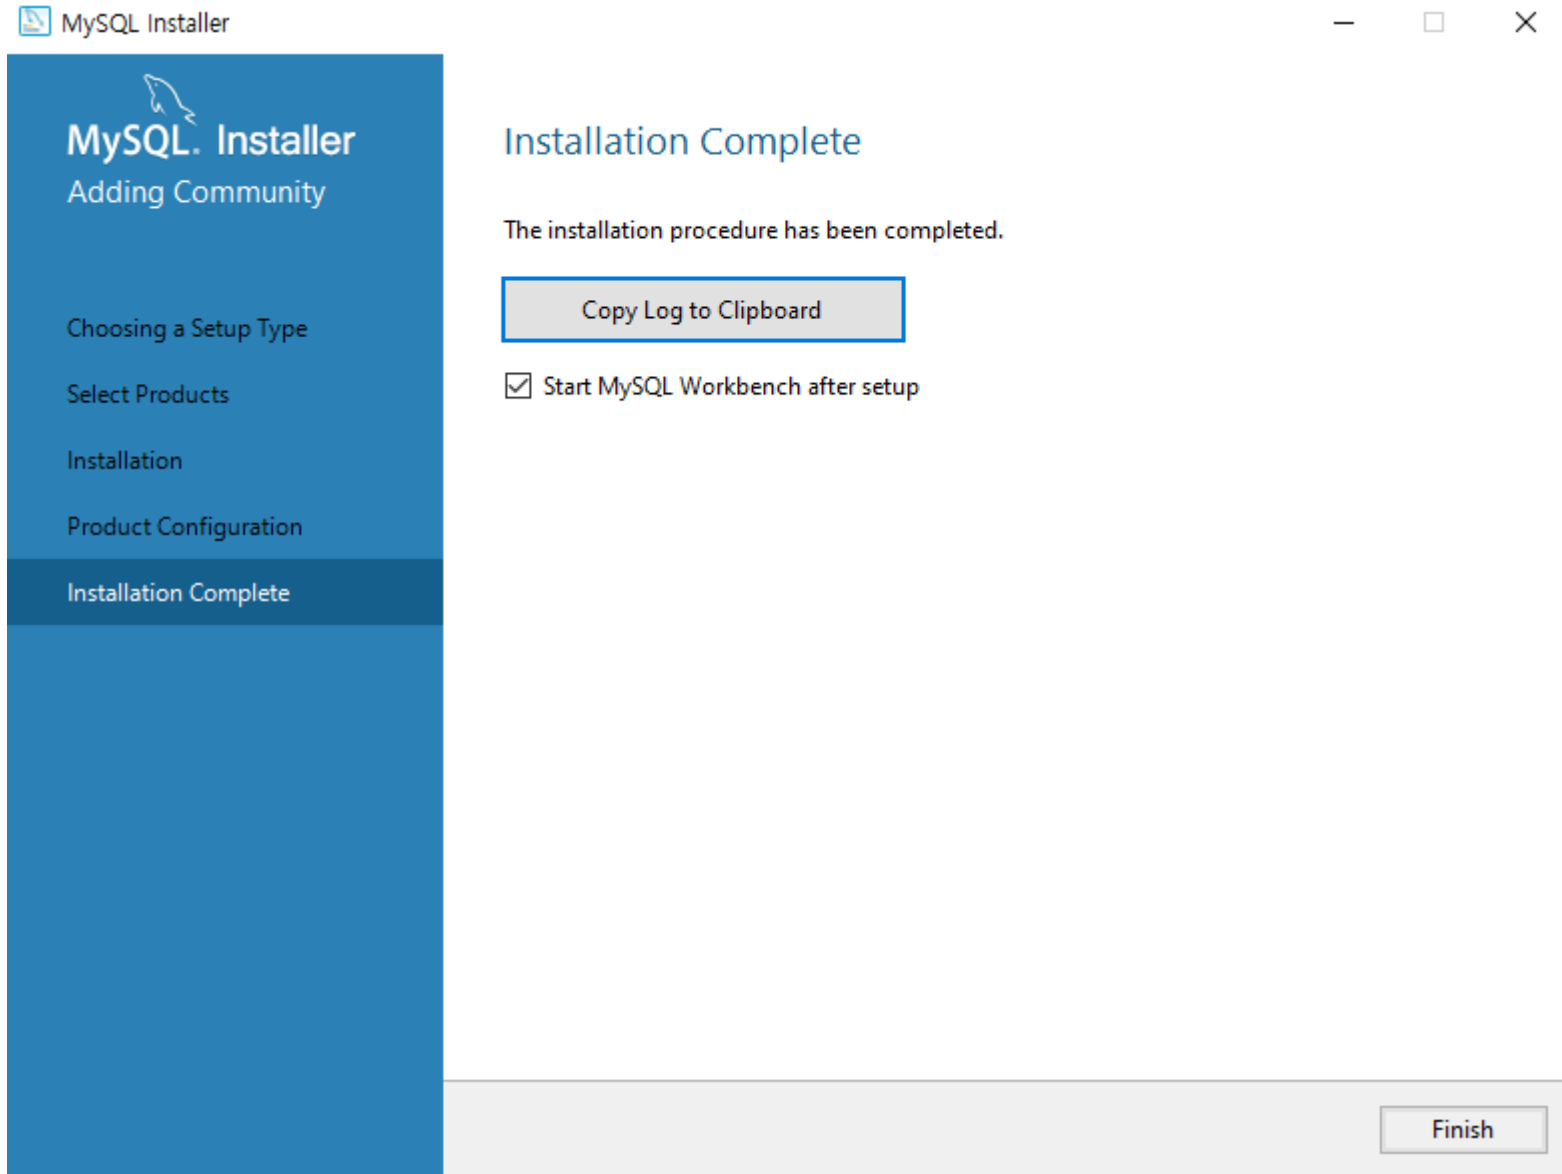 MySQL Installer
MySQL. Installer
Adding Community
Choosing a Setup Type
Select Products
Installation
Product Configuration
Installation Complete
Installation Complete
The installation procedure has been completed.
Copy Log to Clipboard
Start MySQL Workbench after setup
Finish